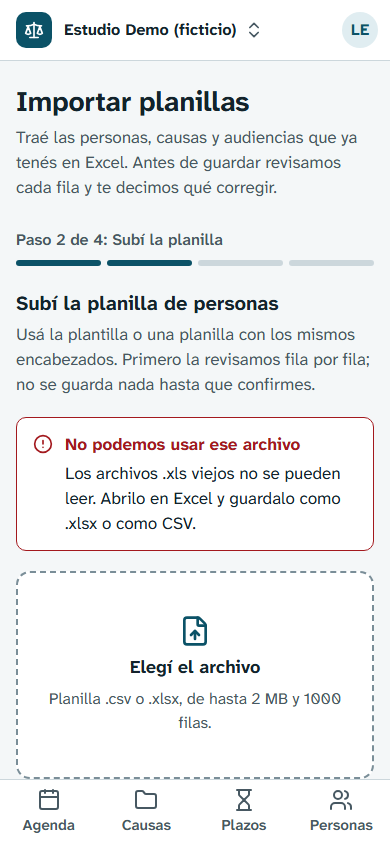 Estudio Demo (ficticio)
LE
Importar planillas
Traé las personas, causas y audiencias que ya
tenés en Excel. Antes de guardar revisamos
cada fila y te decimos qué corregir.
Paso 2 de 4: Subí la planilla
Subí la planilla de personas
Usá la plantilla o una planilla con los mismos
encabezados. Primero la revisamos fila por fila;
no se guarda nada hasta que confirmes.
No podemos usar ese archivo
Los archivos .xls viejos no se pueden
leer. Abrilo en Excel y guardalo como
.xlsx o como CSV.
Elegí el archivo
Planilla .csv o .xlsx, de hasta 2 MB y 1000
filas.
Agenda
Causas
Plazos
Personas